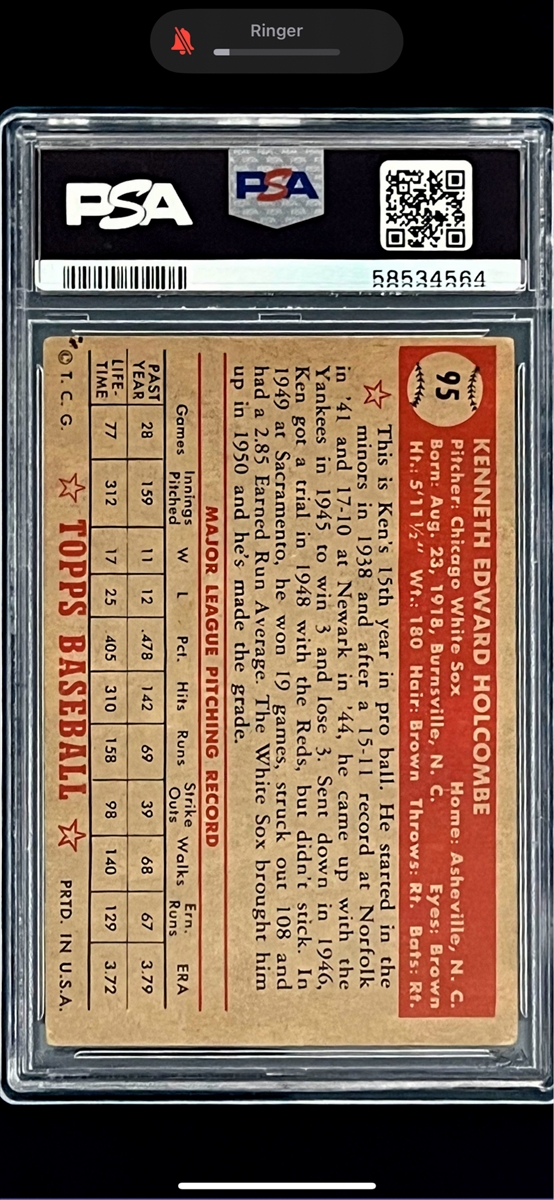 Ringer
PSA
PSA
58534564
95
KENNETH EDWARD HOLCOMBE
Pitcher: Chicago White Sox Home: Asheville, N. C.
Born: Aug. 23, 1918, Burnsville, N. C. Eyes: Brown
Ht.: 5'11½" Wt.: 180 Hair: Brown Throws: Rt. Bats: Rt.
This is Ken's 15th year in pro ball. He started in the
minors in 1938 and after a 15-11 record at Norfolk
in '41 and 17-10 at Newark in '44, he came up with the
Yankees in 1945 to win 3 and lose 3. Sent down in 1946,
Ken got a trial in 1948 with the Reds, but didn't stick. In
1949 at Sacramento, he won 19 games, struck out 108 and
had a 2.85 Earned Run Average. The White Sox brought him
up in 1950 and he's made the grade.
MAJOR LEAGUE PITCHING RECORD
Games Innings Pitched W L Pct. Hits Runs Strike Outs Walks Ern. Runs ERA
PAST YEAR 28 159 11 12 .478 142 69 39 68 67 3.79
LIFE-TIME 77 312 17 25 .405 310 158 98 140 129 3.72
© T. C. G. ☆ TOPPS BASEBALL ☆ PRTD. IN U.S.A.